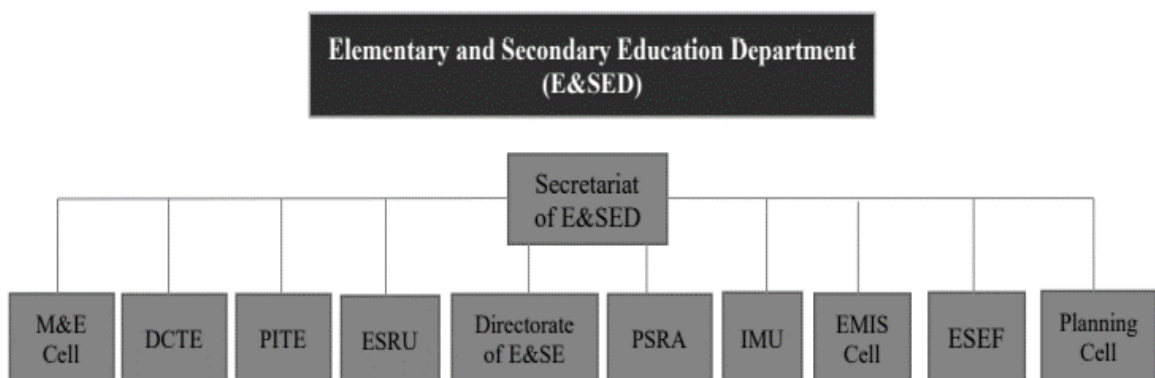 Elementary and Secondary Education Department
(E&SED)
Secretariat
of E&SED
M&E
Cell
DCTE
PITE
ESRU
Directorate
of E&SE
PSRA
IMU
EMIS
Cell
ESEF
Planning
Cell